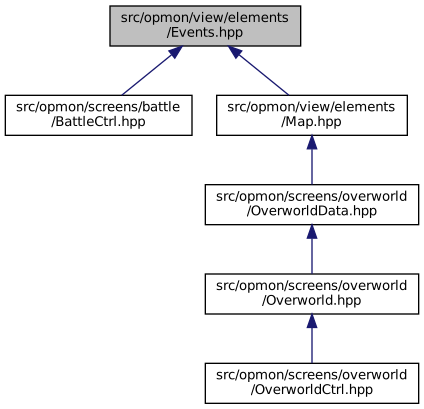 src/opmon/view/elements
/Events.hpp
src/opmon/screens/battle
/BattleCtrl.hpp
src/opmon/view/elements
/Map.hpp
src/opmon/screens/overworld
/OverworldData.hpp
src/opmon/screens/overworld
/Overworld.hpp
src/opmon/screens/overworld
/OverworldCtrl.hpp